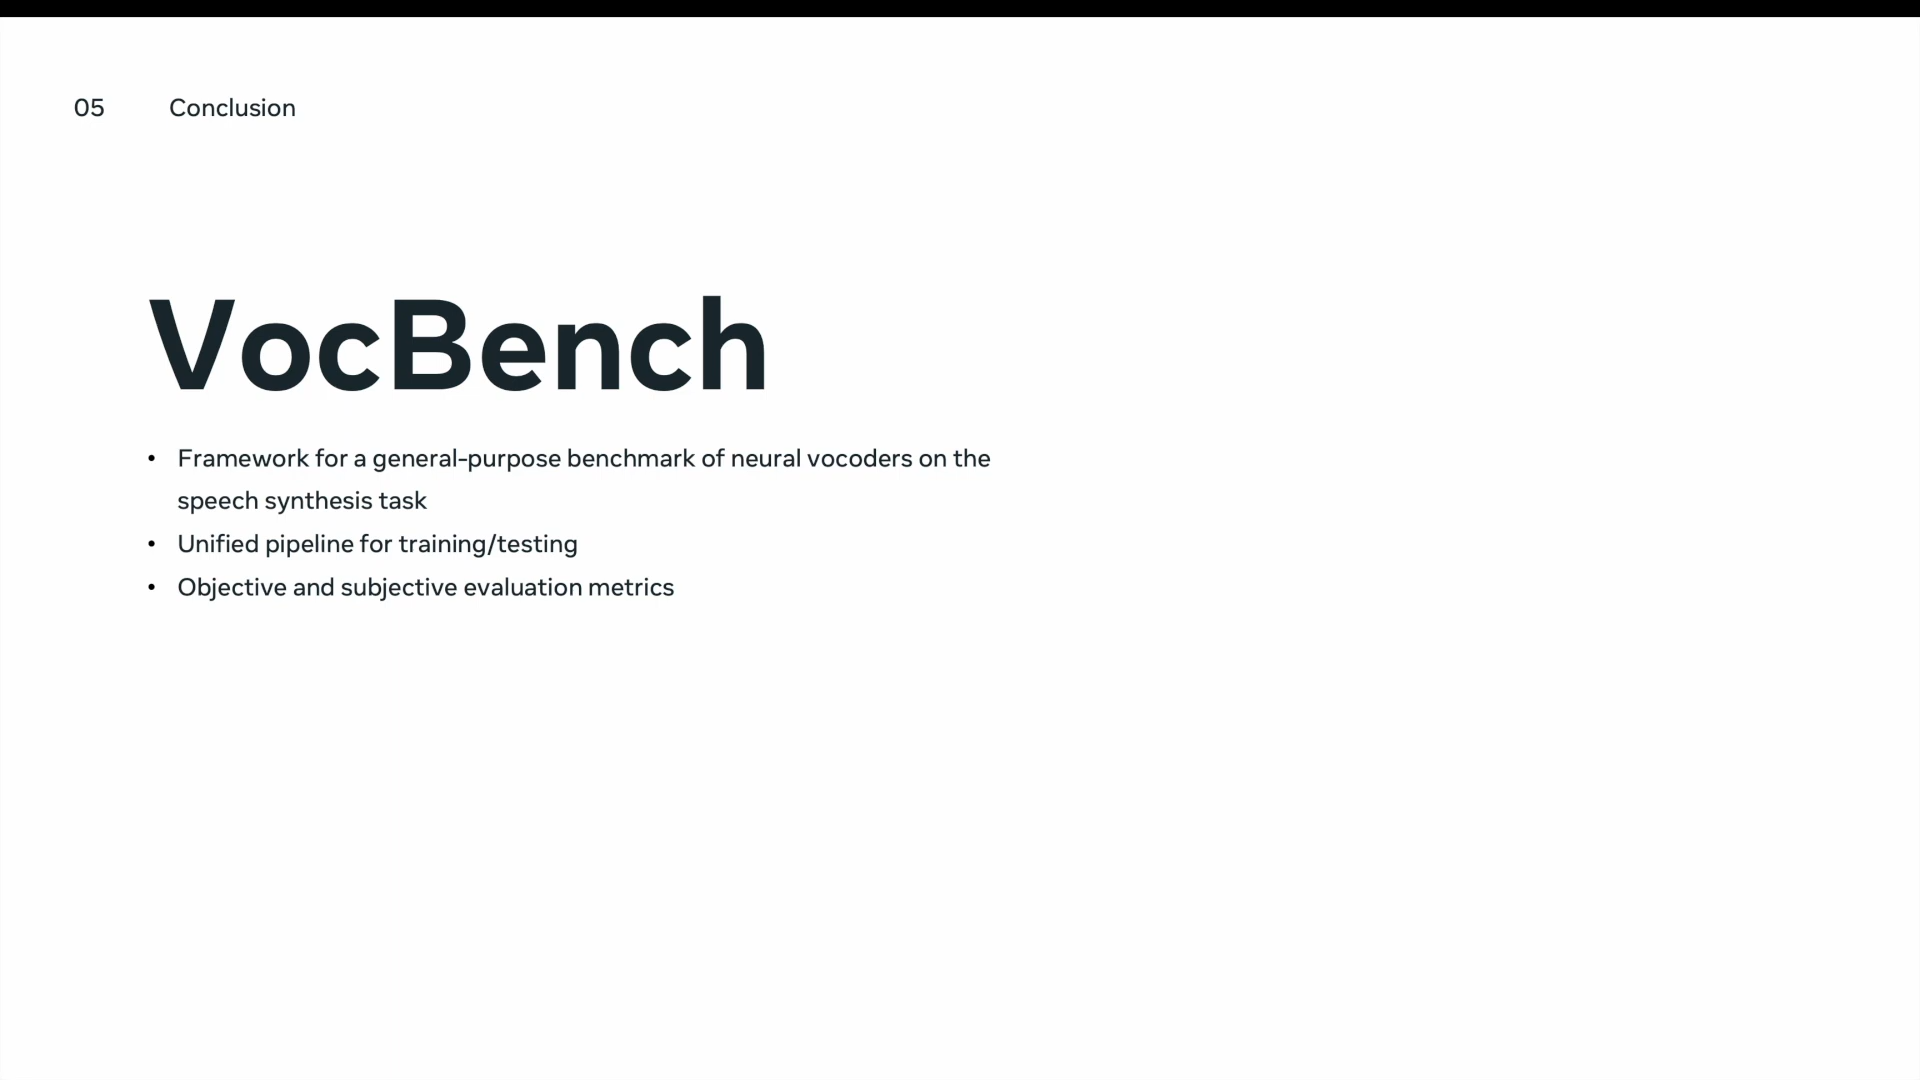 05 Conclusion
VocBench
• Framework for a general-purpose benchmark of neural vocoders on the
speech synthesis task
• Unified pipeline for training/testing
• Objective and subjective evaluation metrics